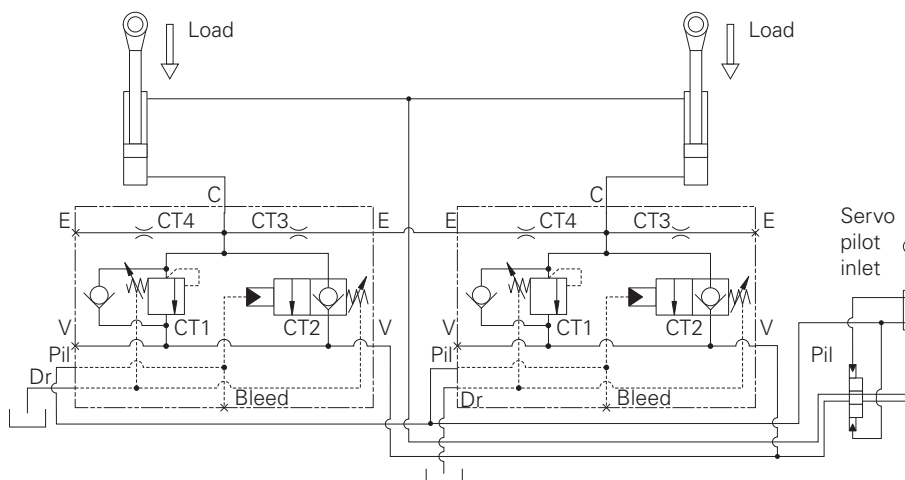 Load
Load
C
C
E
CT4
CT3
E
E
CT4
CT3
E
Servo
pilot
inlet
CT1
CT2
CT1
CT2
V
V
V
V
Pil
Pil
Pil
Dr
Bleed
Dr
Bleed